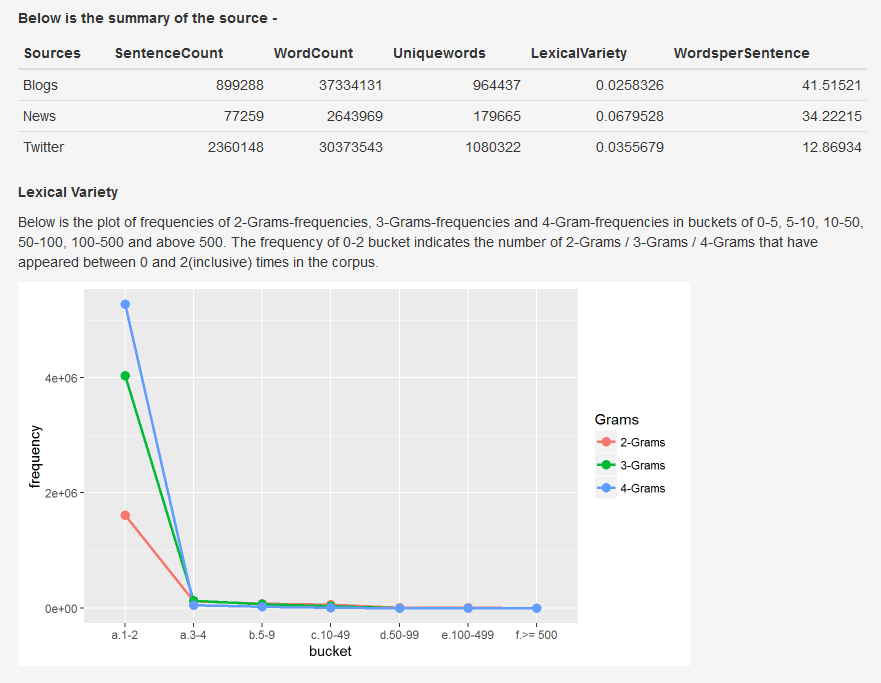 Below is the summary of the source -
Sources SentenceCount WordCount Uniquewords LexicalVariety WordsperSentence
Blogs 899288 37334131 964437 0.0258326 41.51521
News 77259 2643969 179665 0.0679528 34.22215
Twitter 2360148 30373543 1080322 0.0355679 12.86934
Lexical Variety
Below is the plot of frequencies of 2-Grams-frequencies, 3-Grams-frequencies and 4-Gram-frequencies in buckets of 0-5, 5-10, 10-50,
50-100, 100-500 and above 500. The frequency of 0-2 bucket indicates the number of 2-Grams / 3-Grams / 4-Grams that have
appeared between 0 and 2(inclusive) times in the corpus.
frequency
4e+06
2e+06
0e+00
a.1-2 a.3-4 b.5-9 c.10-49 d.50-99 e.100-499 f.>= 500
bucket
Grams
2-Grams
3-Grams
4-Grams